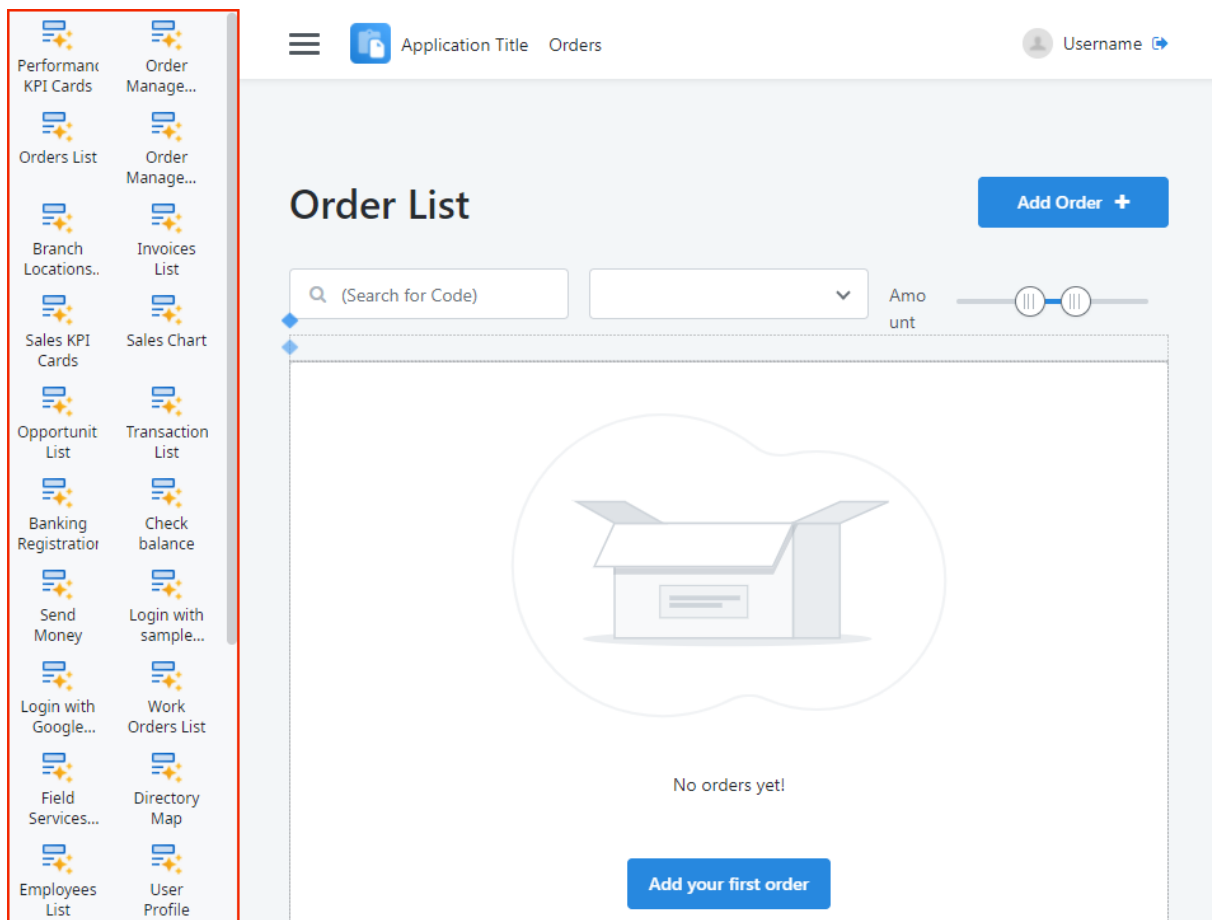 Performanc
KPI Cards
Order
Manage...
Orders List
Order
Manage...
Branch
Locations..
Invoices
List
Sales KPI
Cards
Sales Chart
Opportunit
List
Transaction
List
Banking
Registration
Check
balance
Send
Money
Login with
sample...
Login with
Google...
Work
Orders List
Field
Services...
Directory
Map
Employees
List
User
Profile
Application Title Orders
Username
Order List
Add Order
(Search for Code)
Amo
unt
No orders yet!
Add your first order